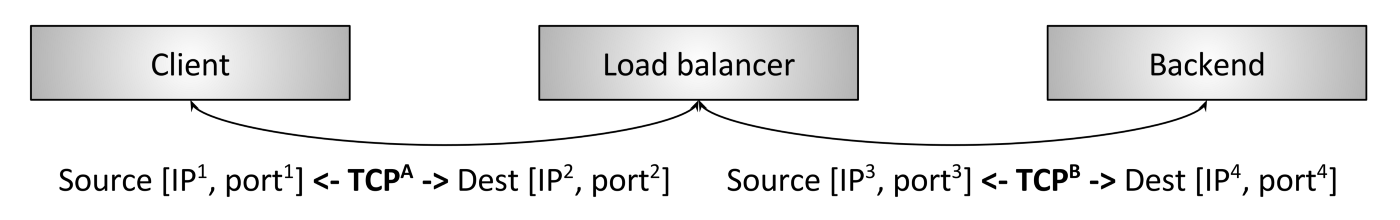 Client
Load balancer
Backend
Source [IP¹, port¹] <- TCPᴬ -> Dest [IP², port²]
Source [IP³, port³] <- TCPᴮ -> Dest [IP⁴, port⁴]